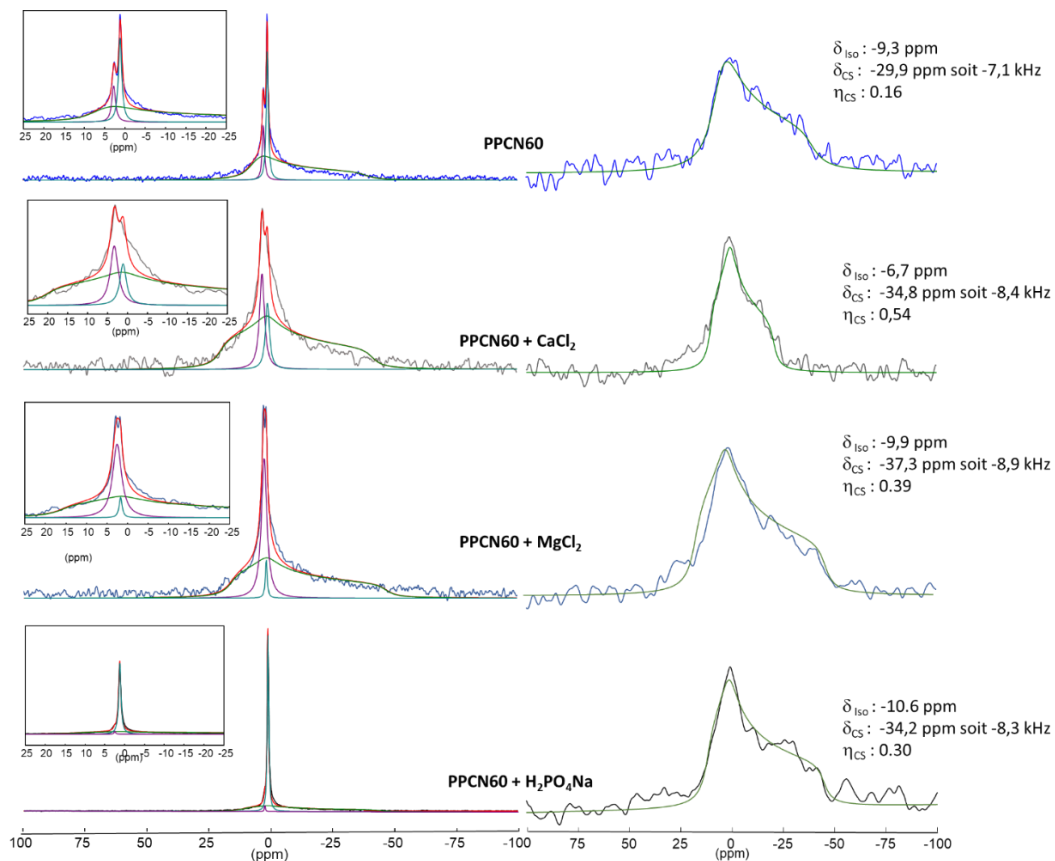 25 20 15 10 5 0 -5 -10 -15 -20 -25
(ppm)
PPCN60
δ Iso : -9,3 ppm
δCS : -29,9 ppm soit -7,1 kHz
ηCS : 0.16
25 20 15 10 5 0 -5 -10 -15 -20 -25
(ppm)
PPCN60 + CaCl2
δ Iso : -6,7 ppm
δCS : -34,8 ppm soit -8,4 kHz
ηCS : 0,54
25 20 15 10 5 0 -5 -10 -15 -20 -25
(ppm)
PPCN60 + MgCl2
δ Iso : -9,9 ppm
δCS : -37,3 ppm soit -8,9 kHz
ηCS : 0.39
25 20 15 10 5 0 -5 -10 -15 -20 -25
(ppm)
PPCN60 + H2PO4Na
δ Iso : -10.6 ppm
δCS : -34,2 ppm soit -8,3 kHz
ηCS : 0.30
100 75 50 25 0 -25 -50 -75 -100
(ppm)
100 75 50 25 0 -25 -50 -75 -100
(ppm)